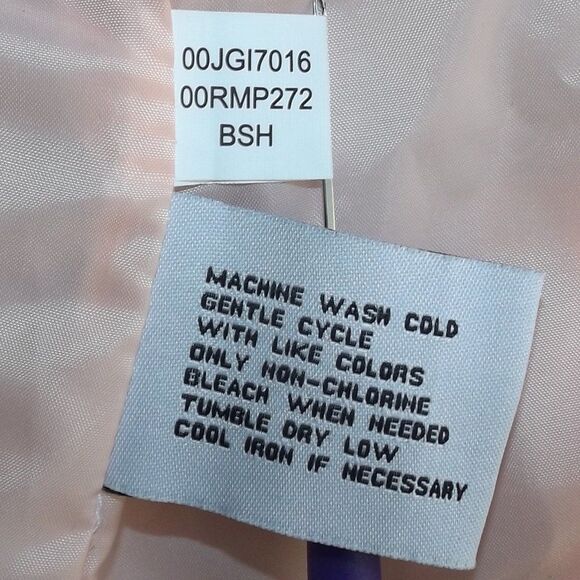 00JGI7016
00RMP272
BSH
MACHINE WASH COLD
GENTLE CYCLE
WITH LIKE COLORS
ONLY NON-CHLORINE
BLEACH WHEN NEEDED
TUMBLE DRY LOW
COOL IRON IF NECESSARY